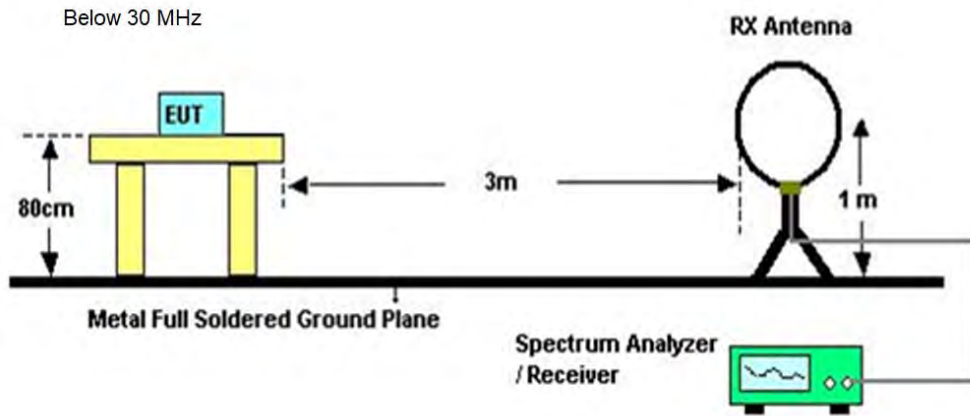 Below 30 MHz
RX Antenna
EUT
3m
80cm
1 m
Metal Full Soldered Ground Plane
Spectrum Analyzer
/ Receiver